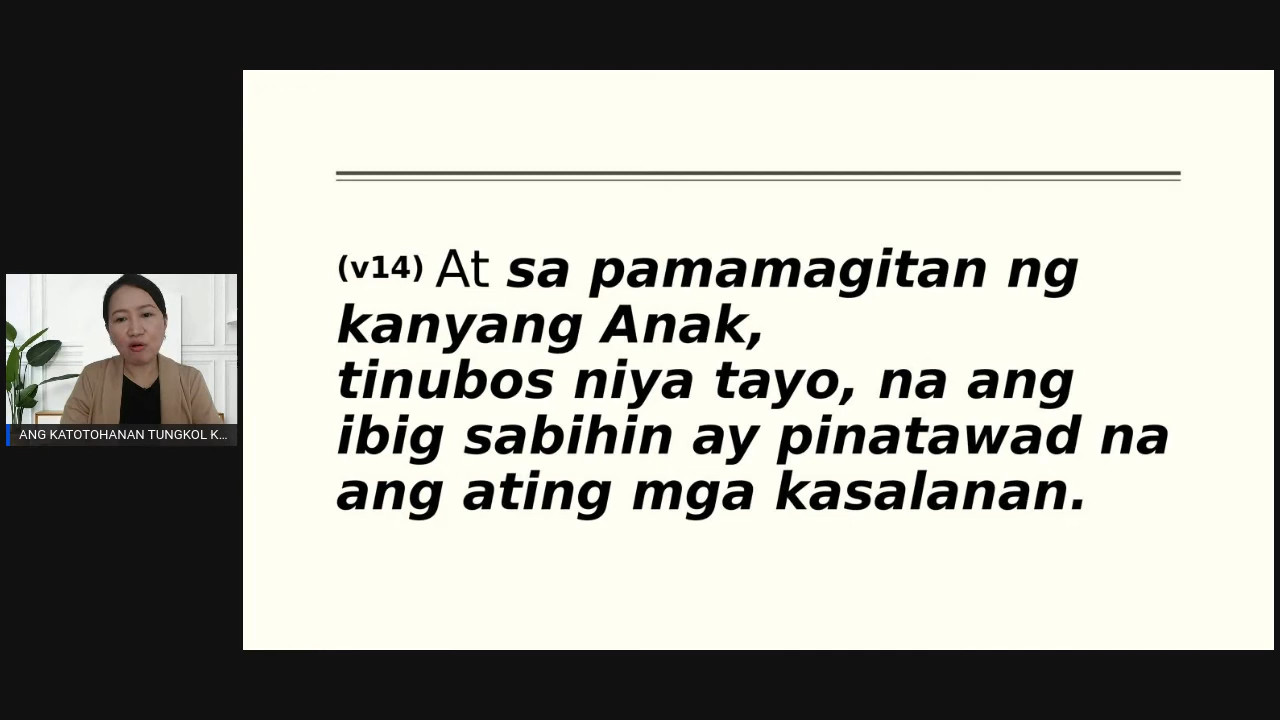 (v14) At sa pamamagitan ng
kanyang Anak,
tinubos niya tayo, na ang
ibig sabihin ay pinatawad na
ang ating mga kasalanan.
ANG KATOTOHANAN TUNGKOL K...